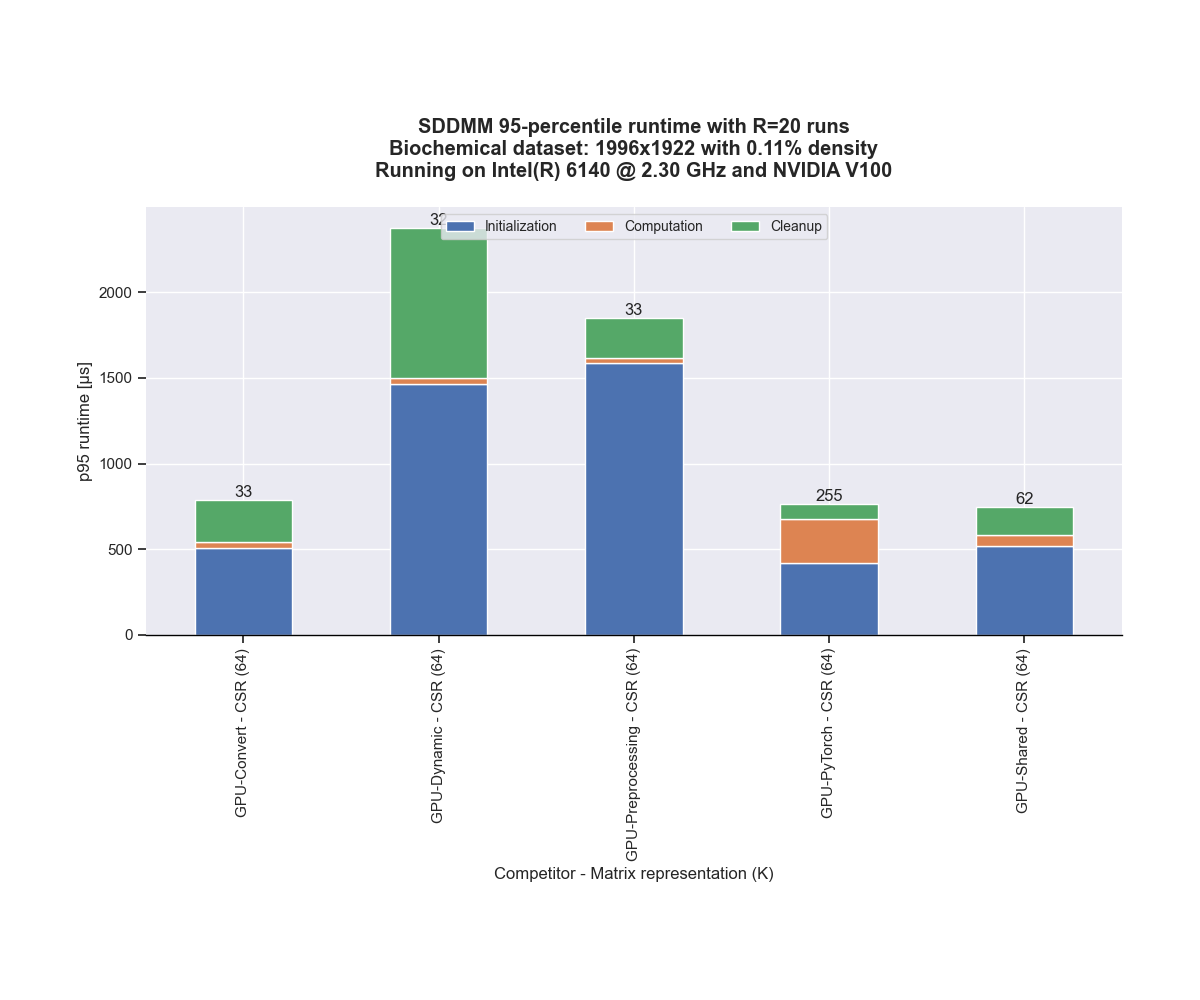 SDDMM 95-percentile runtime with R=20 runs
Biochemical dataset: 1996x1922 with 0.11% density
Running on Intel(R) 6140 @ 2.30 GHz and NVIDIA V100
32
Initialization
Computation
Cleanup
2000
33
1500
p95 runtime [µs]
1000
33
255
62
500
0
GPU-Convert - CSR (64)
GPU-Dynamic - CSR (64)
GPU-Preprocessing - CSR (64)
GPU-PyTorch - CSR (64)
GPU-Shared - CSR (64)
Competitor - Matrix representation (K)